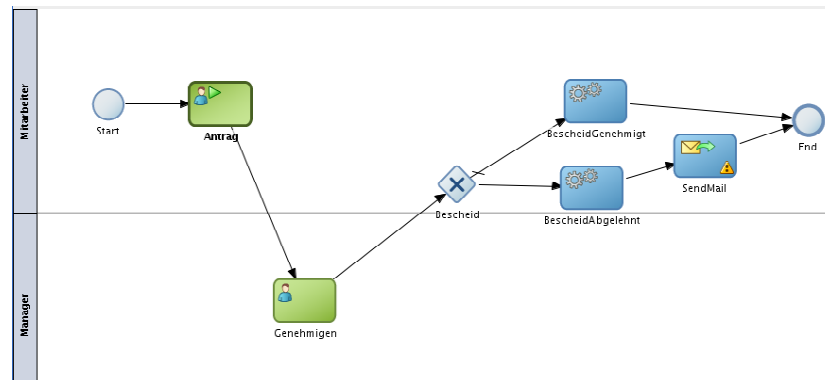 Mitarbeiter
Start
Antrag
BescheidGenehmigt
End
SendMail
Bescheid
BescheidAbgelehnt
Manager
Genehmigen